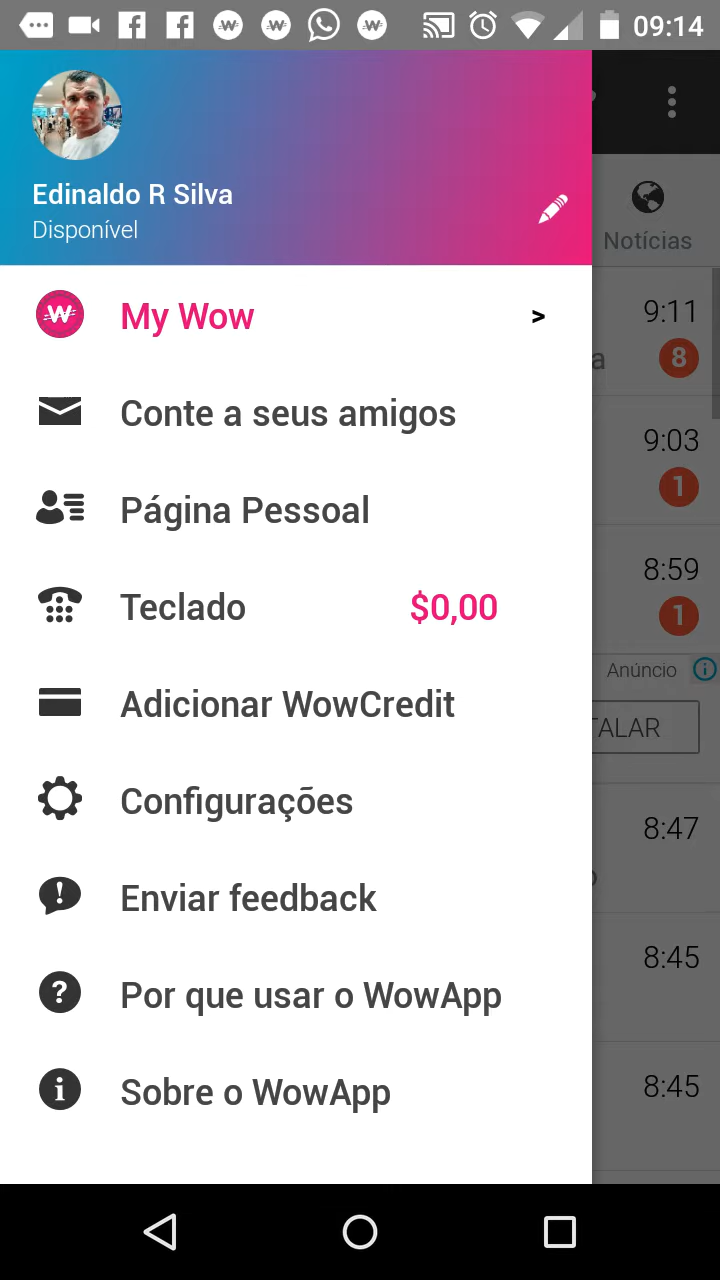 09:14
Edinaldo R Silva
Disponível
Notícias
My Wow >
9:11
a 8
Conte a seus amigos
9:03
1
Página Pessoal
8:59
Teclado $0,00
1
Anúncio
Adicionar WowCredit
TALAR
Configurações
8:47
Enviar feedback
8:45
Por que usar o WowApp
8:45
Sobre o WowApp